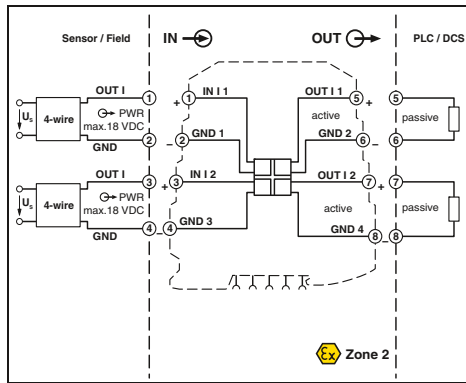 Sensor / Field IN OUT PLC / DCS
OUT I 1 + 1 IN I 1 OUT I 1 5 + 5
Us 4-wire PWR max.18 VDC active passive
GND 2 – 2 GND 1 GND 2 6 – 6
OUT I 3 + 3 IN I 2 OUT I 2 7 + 7
Us 4-wire PWR max.18 VDC active passive
GND 4 – 4 GND 3 GND 4 8 – 8
Ex Zone 2